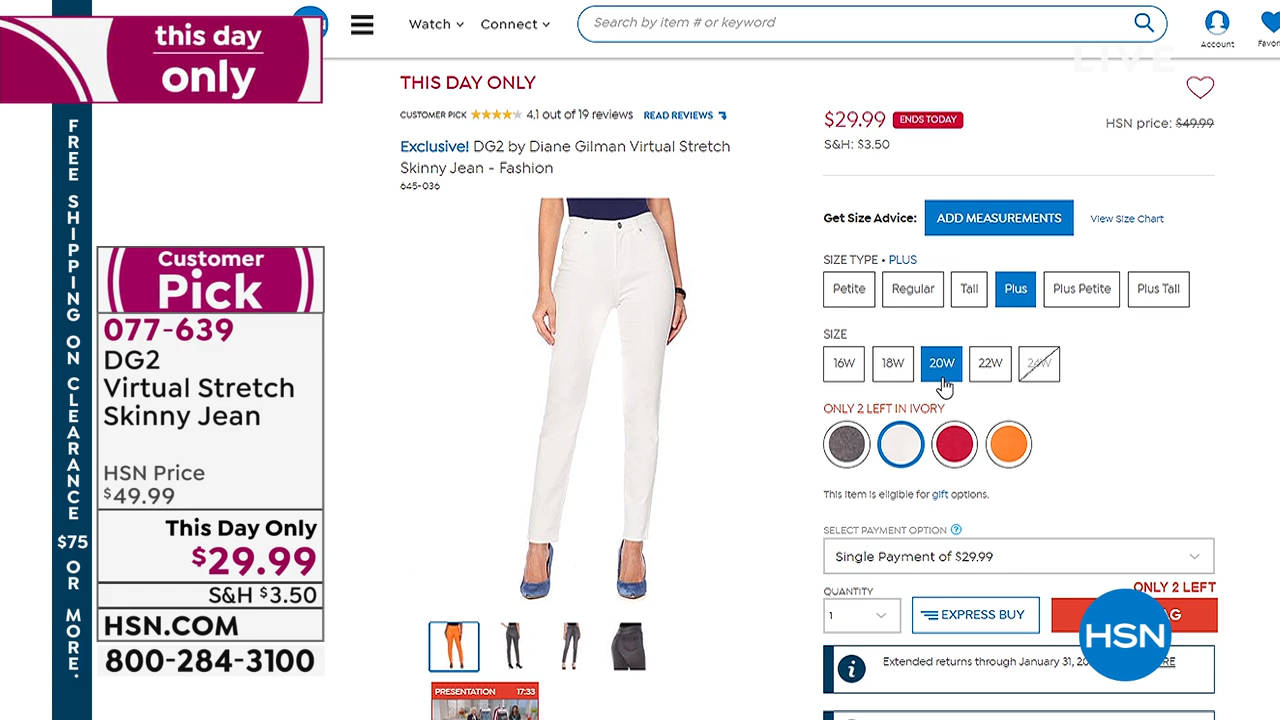 this day
only
FREE SHIPPING ON CLEARANCE $75 OR MORE.
Customer
Pick
077-639
DG2
Virtual Stretch
Skinny Jean
HSN Price
$49.99
This Day Only
$29.99
S&H $3.50
HSN.COM
800-284-3100
Watch
Connect
Search by item # or keyword
Account
LIVE
THIS DAY ONLY
CUSTOMER PICK 4.1 out of 19 reviews READ REVIEWS
Exclusive! DG2 by Diane Gilman Virtual Stretch
Skinny Jean - Fashion
645-036
$29.99 ENDS TODAY HSN price: $49.99
S&H: $3.50
Get Size Advice: ADD MEASUREMENTS View Size Chart
SIZE TYPE • PLUS
Petite Regular Tall Plus Plus Petite Plus Tall
SIZE
16W 18W 20W 22W 24W
ONLY 2 LEFT IN IVORY
This item is eligible for gift options.
SELECT PAYMENT OPTION ?
Single Payment of $29.99
ONLY 2 LEFT
QUANTITY
1 EXPRESS BUY
HSN
i Extended returns through January 31,
PRESENTATION 17:33